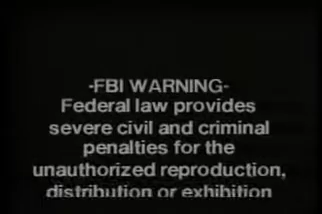 -FBI WARNING-
Federal law provides
severe civil and criminal
penalties for the
unauthorized reproduction,
distribution or exhibition